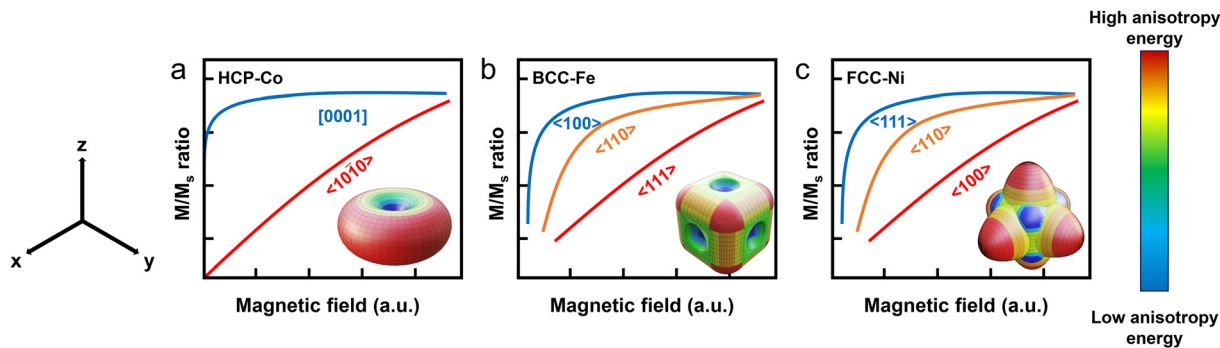 High anisotropy
energy
a
HCP-Co
[0001]
<101̄0>
M/Mₛ ratio
Magnetic field (a.u.)
b
BCC-Fe
<100>
<110>
<111>
M/Mₛ ratio
Magnetic field (a.u.)
c
FCC-Ni
<111>
<110>
<100>
M/Mₛ ratio
Magnetic field (a.u.)
z
x
y
Low anisotropy
energy